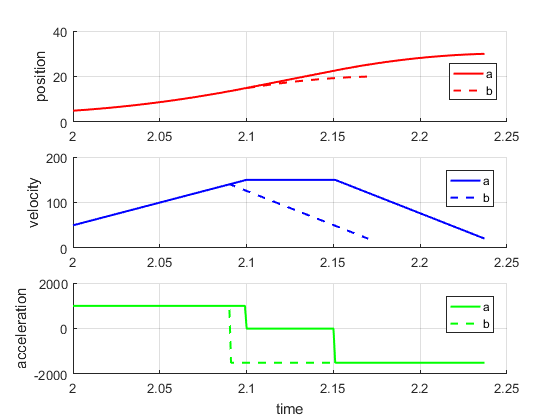 40
20
0
position
2 2.05 2.1 2.15 2.2 2.25
a
b
200
100
0
velocity
2 2.05 2.1 2.15 2.2 2.25
a
b
2000
0
-2000
acceleration
2 2.05 2.1 2.15 2.2 2.25
a
b
time